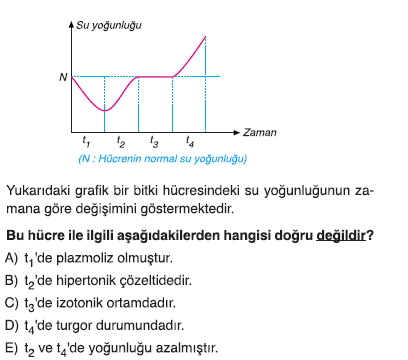 Su yoğunluğu
N
Zaman
t1 t2 t3 t4
(N : Hücrenin normal su yoğunluğu)
Yukarıdaki grafik bir bitki hücresindeki su yoğunluğunun za-
mana göre değişimini göstermektedir.
Bu hücre ile ilgili aşağıdakilerden hangisi doğru değildir?
A) t1'de plazmoliz olmuştur.
B) t2'de hipertonik çözeltidedir.
C) t3'de izotonik ortamdadır.
D) t4'de turgor durumundadır.
E) t2 ve t4'de yoğunluğu azalmıştır.